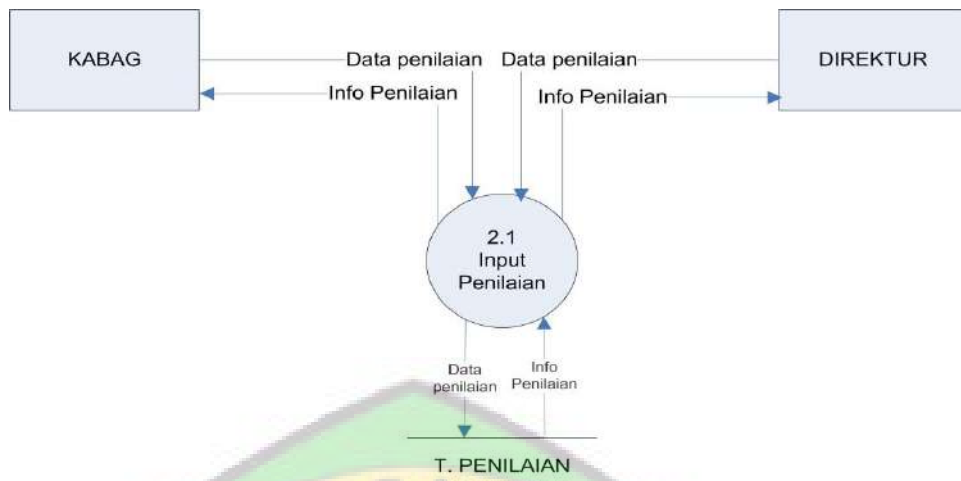 KABAG
Data penilaian
Data penilaian
DIREKTUR
Info Penilaian
Info Penilaian
2.1
Input
Penilaian
Data
penilaian
Info
Penilaian
T. PENILAIAN